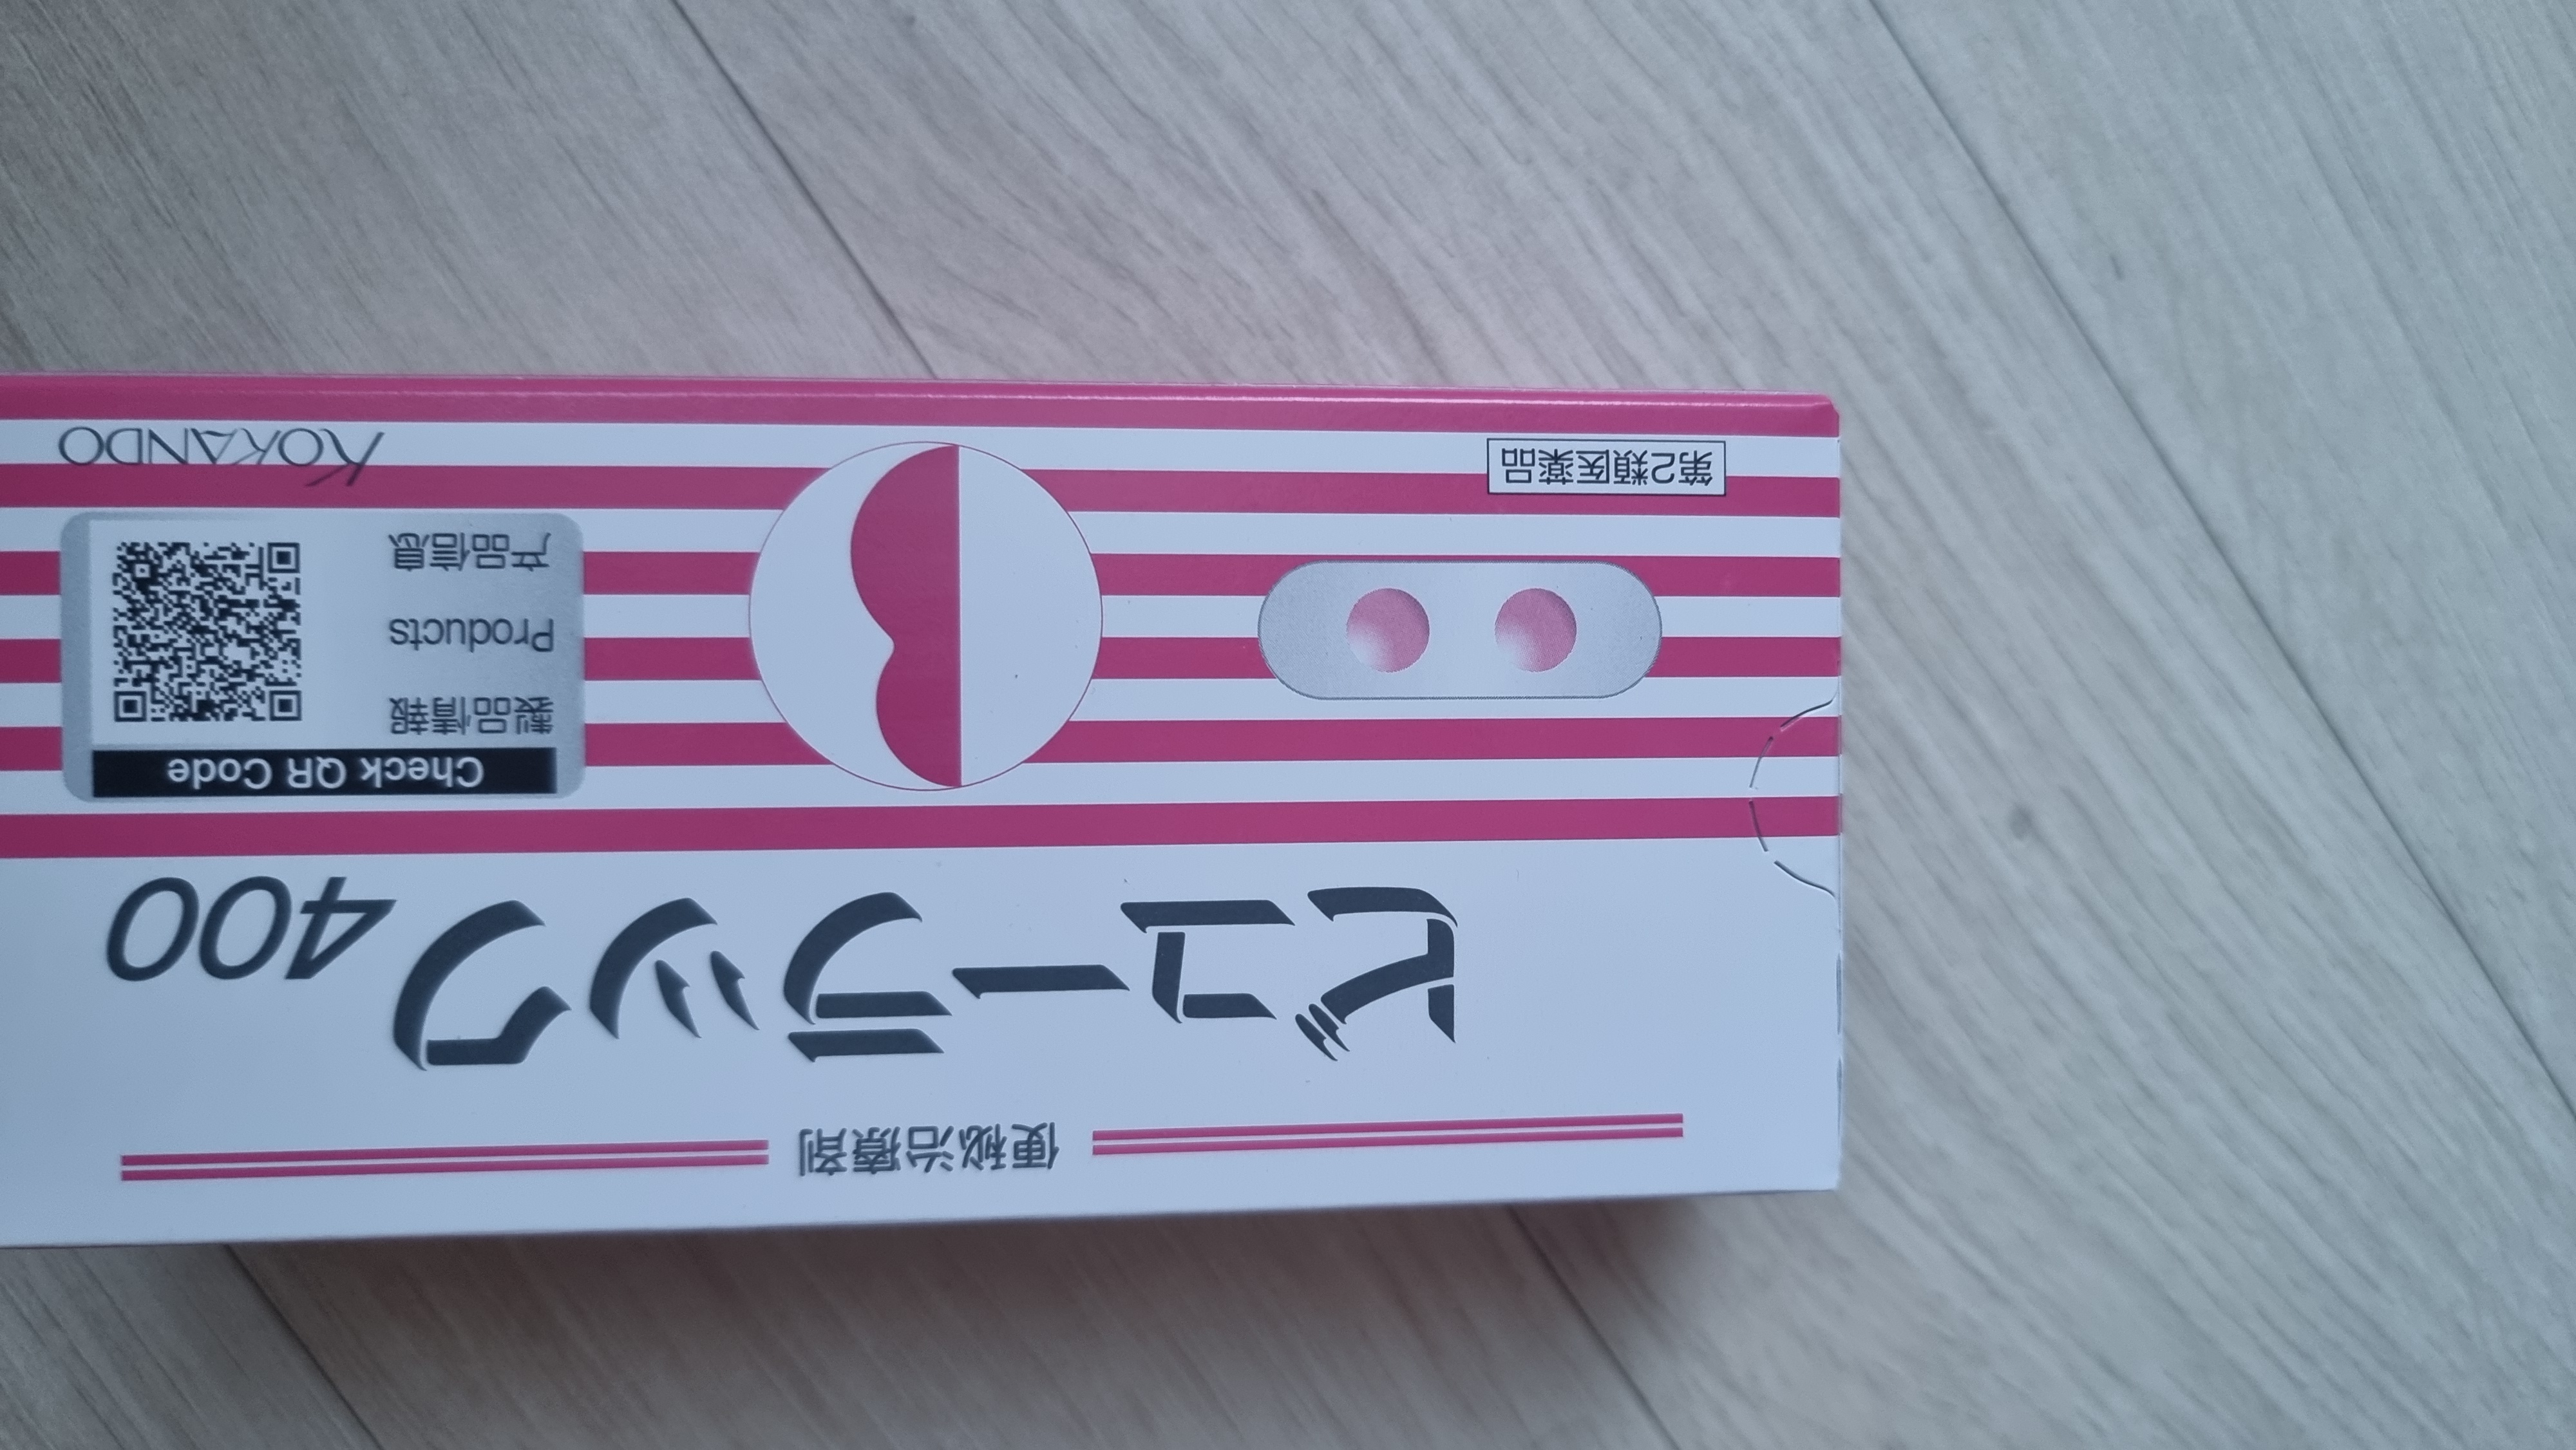 便秘治療剤
ビューラック400
Check QR Code
製品情報
Products
产品信息
第2類医薬品
KOKANDO